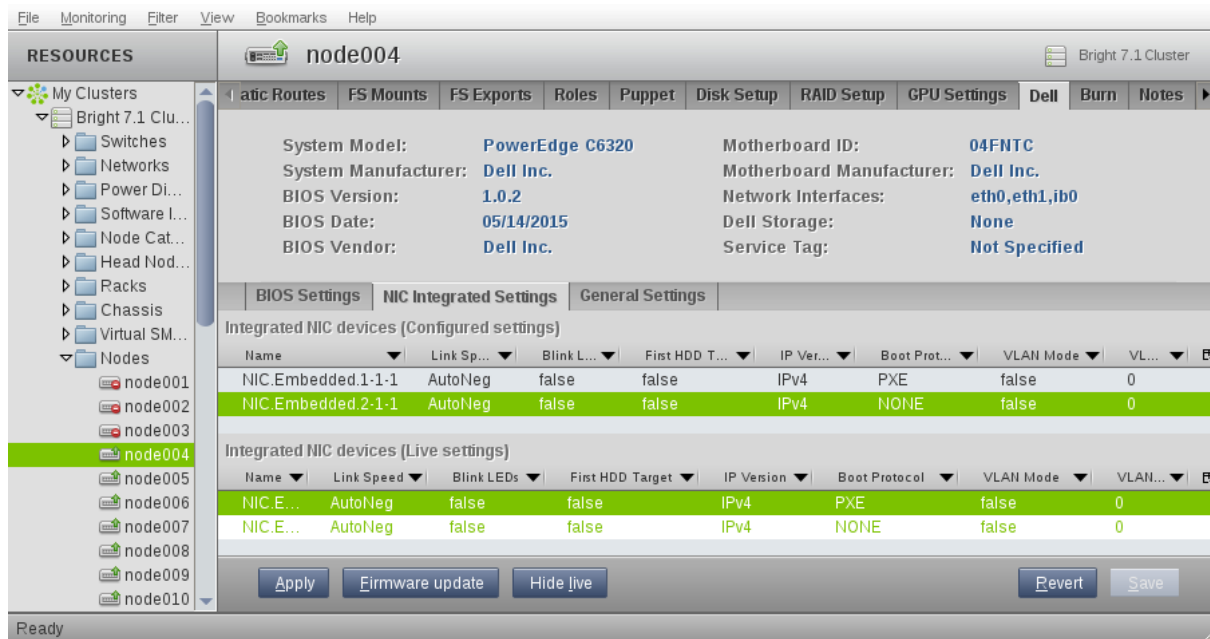 File Monitoring Filter View Bookmarks Help
RESOURCES
node004
Bright 7.1 Cluster
My Clusters
Bright 7.1 Clu...
Switches
Networks
Power Di...
Software I...
Node Cat...
Head Nod...
Racks
Chassis
Virtual SM...
Nodes
node001
node002
node003
node004
node005
node006
node007
node008
node009
node010
atic Routes FS Mounts FS Exports Roles Puppet Disk Setup RAID Setup GPU Settings Dell Burn Notes
System Model: PowerEdge C6320 Motherboard ID: 04FNTC
System Manufacturer: Dell Inc. Motherboard Manufacturer: Dell Inc.
BIOS Version: 1.0.2 Network Interfaces: eth0,eth1,ib0
BIOS Date: 05/14/2015 Dell Storage: None
BIOS Vendor: Dell Inc. Service Tag: Not Specified
BIOS Settings NIC Integrated Settings General Settings
Integrated NIC devices (Configured settings)
Name Link Sp... Blink L... First HDD T... IP Ver... Boot Prot... VLAN Mode VL...
NIC.Embedded.1-1-1 AutoNeg false false IPv4 PXE false 0
NIC.Embedded.2-1-1 AutoNeg false false IPv4 NONE false 0
Integrated NIC devices (Live settings)
Name Link Speed Blink LEDs First HDD Target IP Version Boot Protocol VLAN Mode VLAN...
NIC.E... AutoNeg false false IPv4 PXE false 0
NIC.E... AutoNeg false false IPv4 NONE false 0
Apply Firmware update Hide live Revert Save
Ready